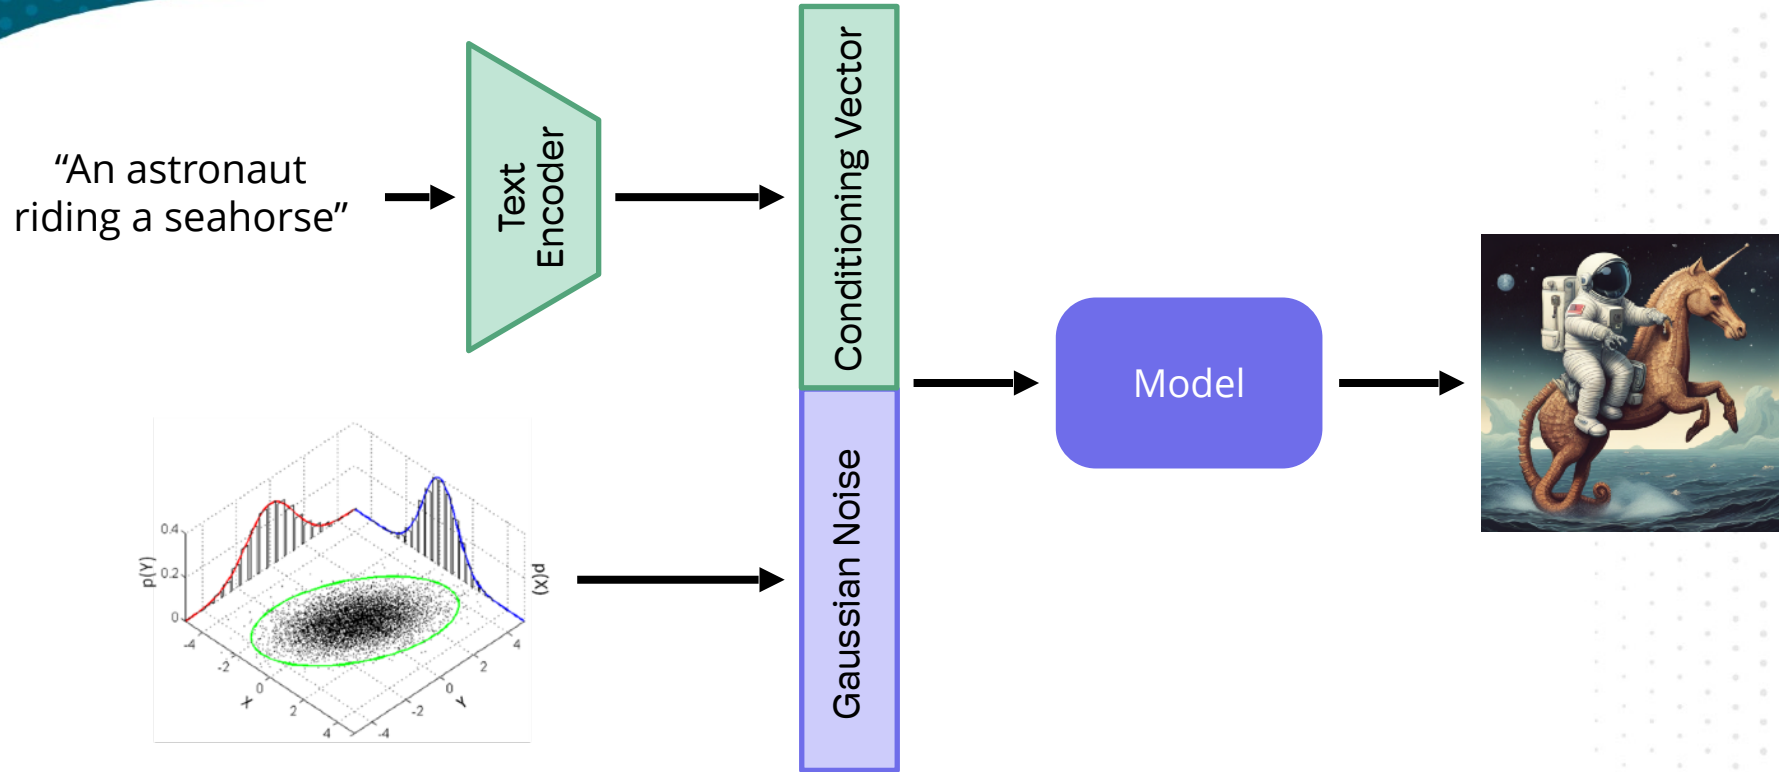 “An astronaut
riding a seahorse”
Text
Encoder
Conditioning Vector
Gaussian Noise
Model
0.4
0.2
0
p(Y)
p(X)
-4
-2
0
2
4
X
-4
-2
0
2
4
Y